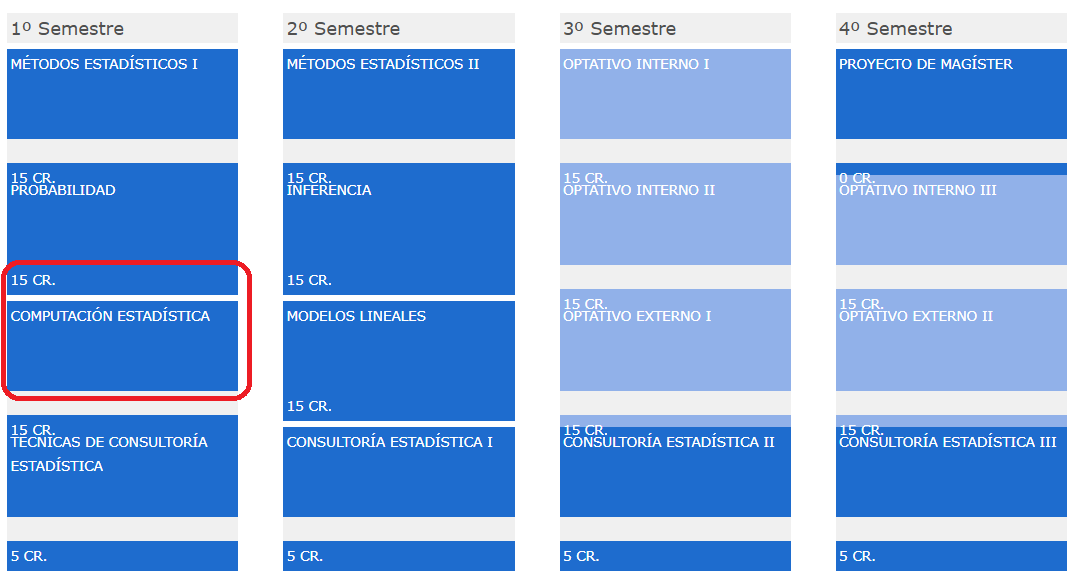 1º Semestre
MÉTODOS ESTADÍSTICOS I
15 CR.
PROBABILIDAD
15 CR.
COMPUTACIÓN ESTADÍSTICA
15 CR.
TÉCNICAS DE CONSULTORÍA
ESTADÍSTICA
5 CR.
2º Semestre
MÉTODOS ESTADÍSTICOS II
15 CR.
INFERENCIA
15 CR.
MODELOS LINEALES
15 CR.
CONSULTORÍA ESTADÍSTICA I
5 CR.
3º Semestre
OPTATIVO INTERNO I
15 CR.
OPTATIVO INTERNO II
15 CR.
OPTATIVO EXTERNO I
15 CR.
CONSULTORÍA ESTADÍSTICA II
5 CR.
4º Semestre
PROYECTO DE MAGÍSTER
0 CR.
OPTATIVO INTERNO III
15 CR.
OPTATIVO EXTERNO II
15 CR.
CONSULTORÍA ESTADÍSTICA III
5 CR.